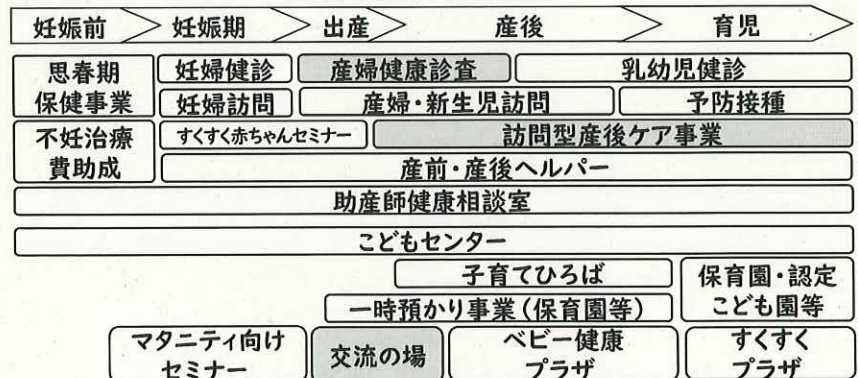 妊娠前 妊娠期 出産 産後 育児
思春期
保健事業
妊婦健診
産婦健康診査
乳幼児健診
妊婦訪問
産婦・新生児訪問
予防接種
不妊治療
費助成
すくすく赤ちゃんセミナー
訪問型産後ケア事業
産前・産後ヘルパー
助産師健康相談室
こどもセンター
子育てひろば
保育園・認定
こども園等
一時預かり事業(保育園等)
マタニティ向け
セミナー
交流の場
ベビー健康
プラザ
すくすく
プラザ